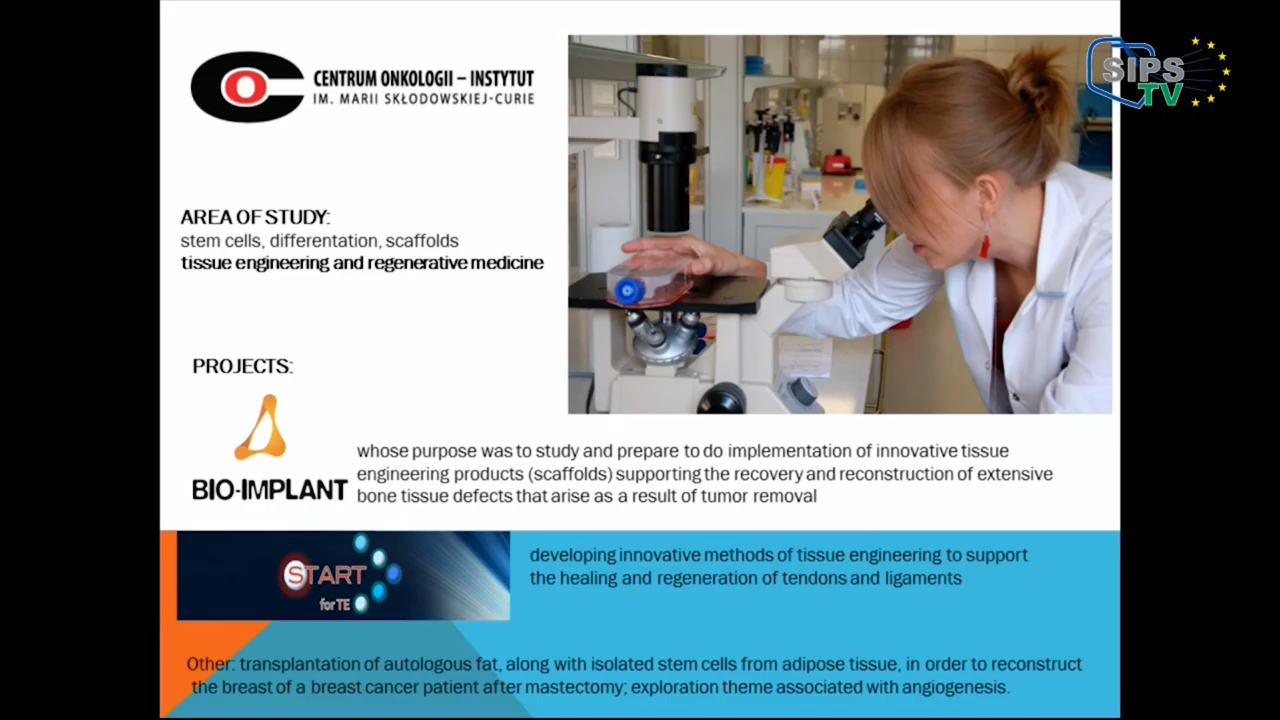 CENTRUM ONKOLOGII – INSTYTUT
IM. MARII SKŁODOWSKIEJ-CURIE
SIPS
TV
AREA OF STUDY:
stem cells, differentation, scaffolds
tissue engineering and regenerative medicine
PROJECTS:
BIO-IMPLANT
whose purpose was to study and prepare to do implementation of innovative tissue
engineering products (scaffolds) supporting the recovery and reconstruction of extensive
bone tissue defects that arise as a result of tumor removal
START
for TE
developing innovative methods of tissue engineering to support
the healing and regeneration of tendons and ligaments
Other: transplantation of autologous fat, along with isolated stem cells from adipose tissue, in order to reconstruct
the breast of a breast cancer patient after mastectomy; exploration theme associated with angiogenesis.